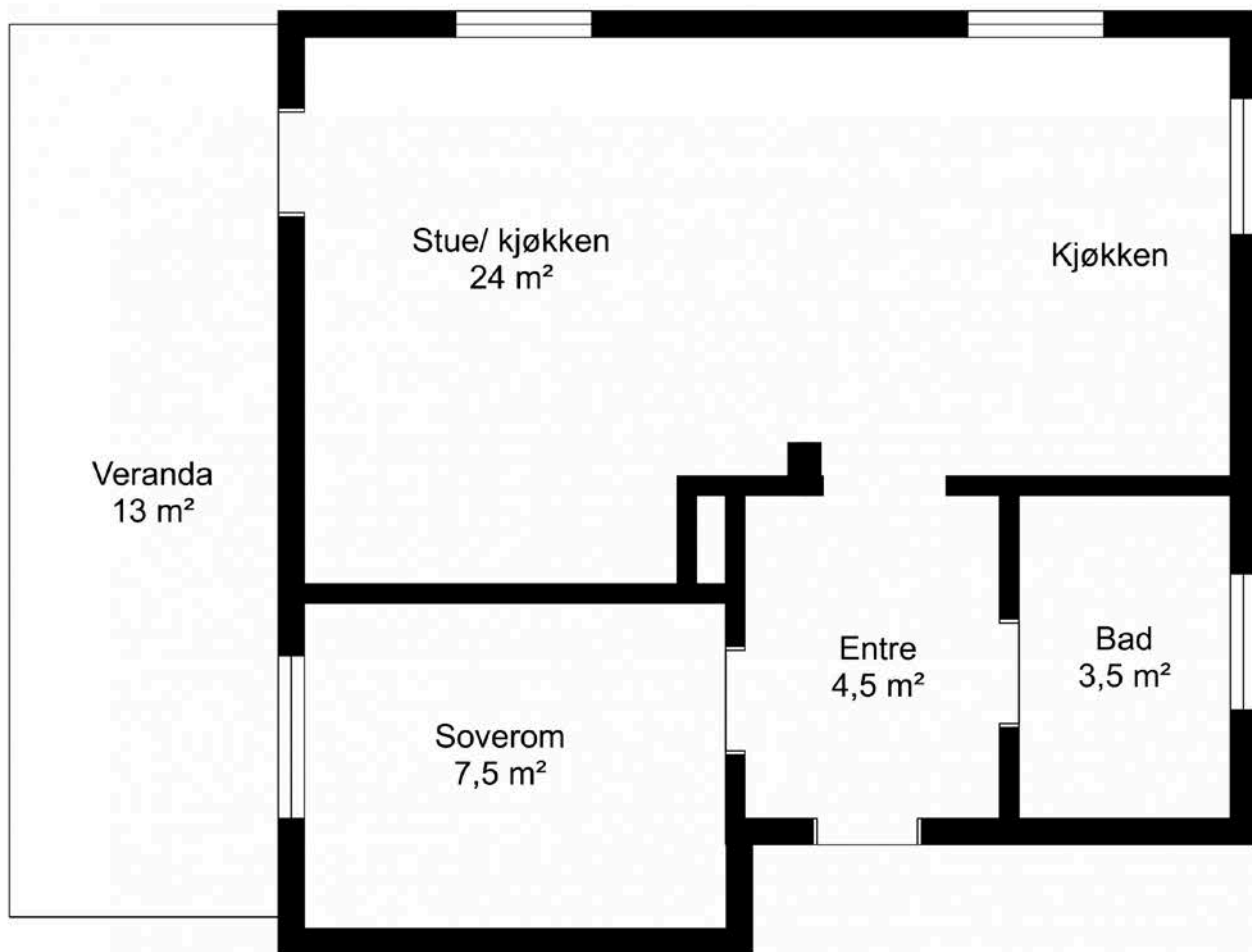 Stue/ kjøkken
24 m²
Kjøkken
Veranda
13 m²
Entre
4,5 m²
Bad
3,5 m²
Soverom
7,5 m²